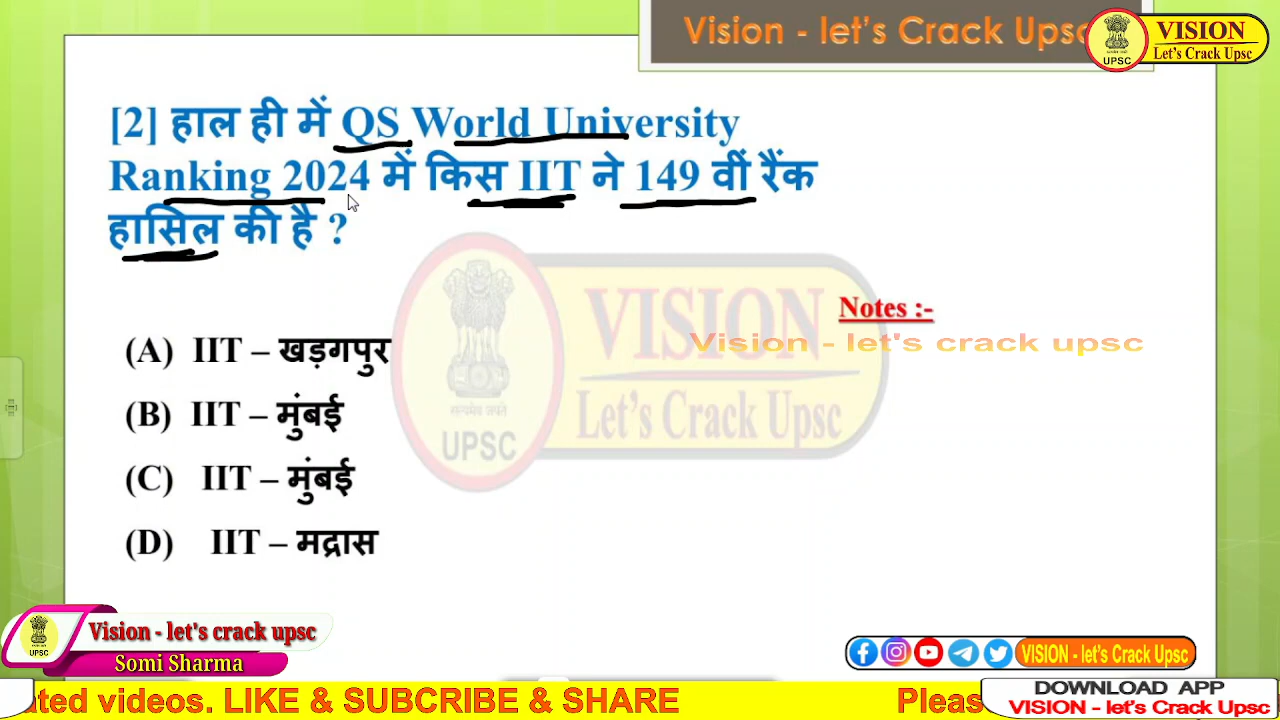 Vision - let's Crack Upsc
VISION
Let's Crack Upsc
UPSC
[2] हाल ही में QS World University
Ranking 2024 में किस IIT ने 149 वीं रैंक
हासिल की है ?
Notes :-
Vision - let's crack upsc
(A) IIT – खड़गपुर
(B) IIT – मुंबई
(C) IIT – मुंबई
(D) IIT – मद्रास
VISION
Let's Crack Upsc
सत्यमेव जयते
UPSC
Vision - let's crack upsc
Somi Sharma
VISION - let's Crack Upsc
ated videos. LIKE & SUBCRIBE & SHARE Pleas
DOWNLOAD APP
VISION - let's Crack Upsc